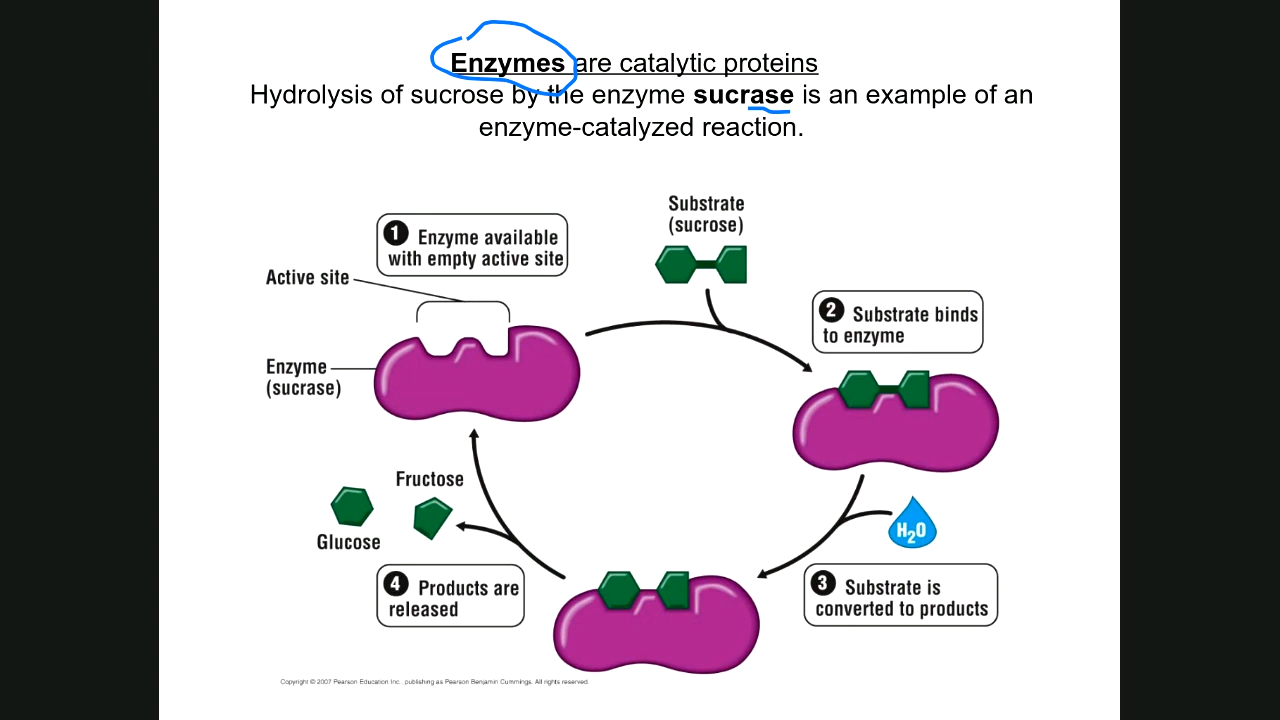 Enzymes are catalytic proteins
Hydrolysis of sucrose by the enzyme sucrase is an example of an
enzyme-catalyzed reaction.
Substrate
(sucrose)
1 Enzyme available
with empty active site
Active site
2 Substrate binds
to enzyme
Enzyme
(sucrase)
Fructose
Glucose
H₂O
4 Products are
released
3 Substrate is
converted to products
Copyright © 2007 Pearson Education Inc., publishing as Pearson Benjamin Cummings. All rights reserved.